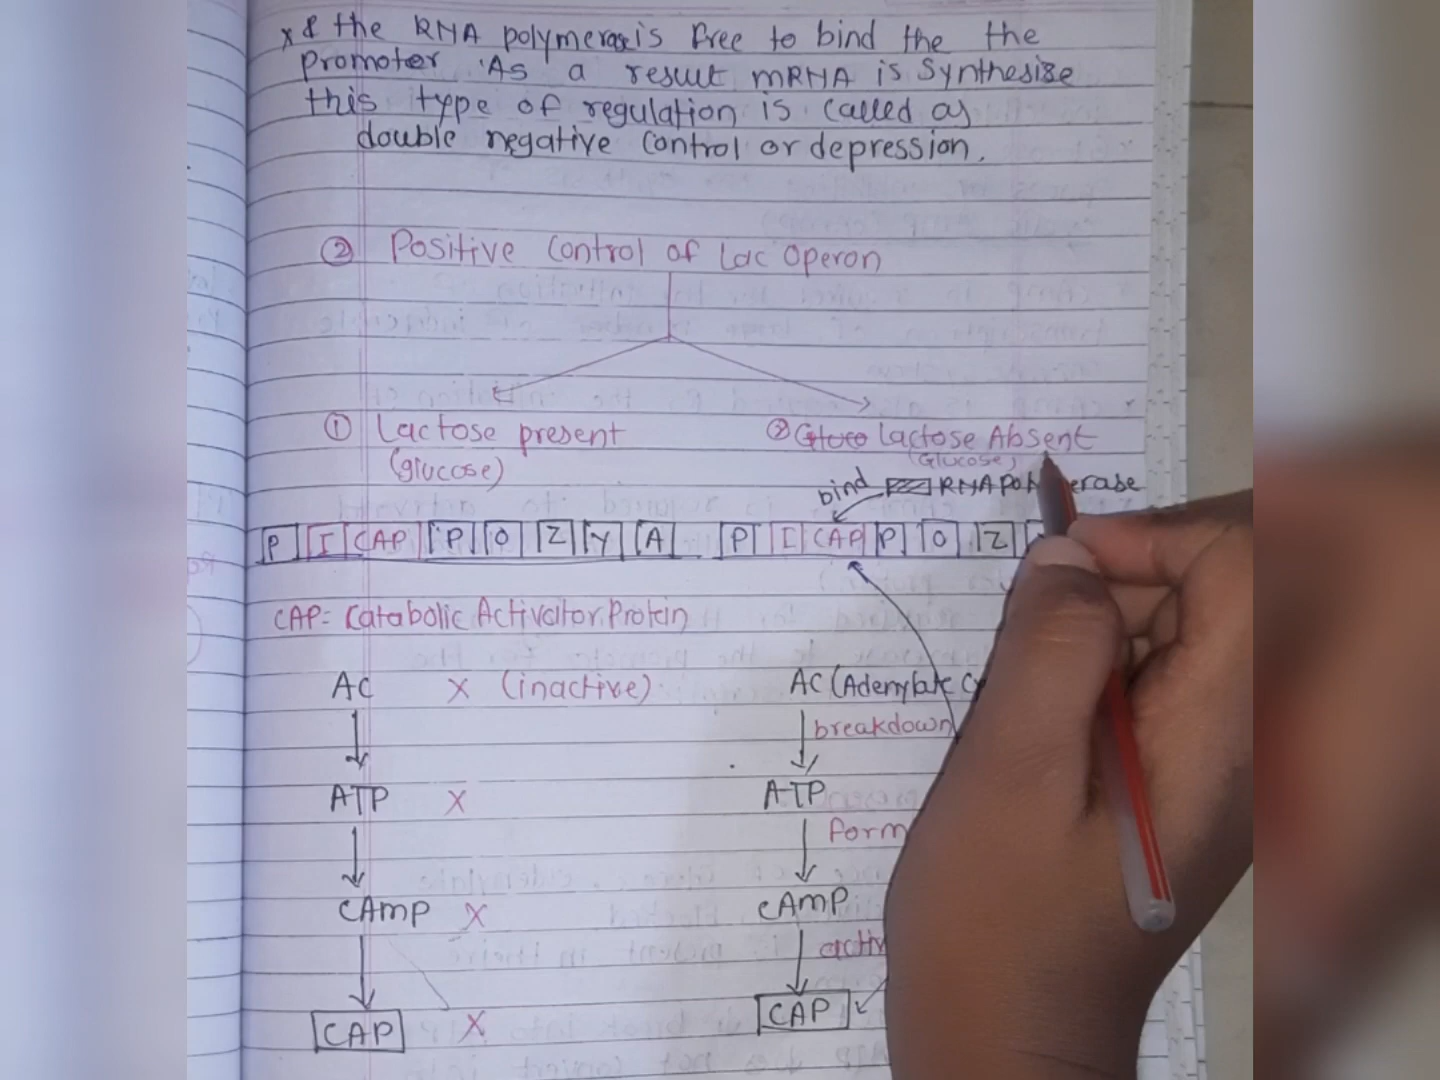 x & the RNA polymerase is free to bind the the
Promoter. As a result mRNA is Synthesize
this type of regulation is called as
double negative control or depression.
② Positive Control of Lac Operon
① Lactose present
(glucose)
② Gluco Lactose Absent
(Glucose)
bind RNA polymerase
P I CAP P O Z Y A
P I CAP P O Z
CAP = Catabolic Activator Protein
AC X (inactive)
AC (Adenylate
breakdown
ATP X
ATP
form
CAMP X
CAMP
activ
CAP X
CAP